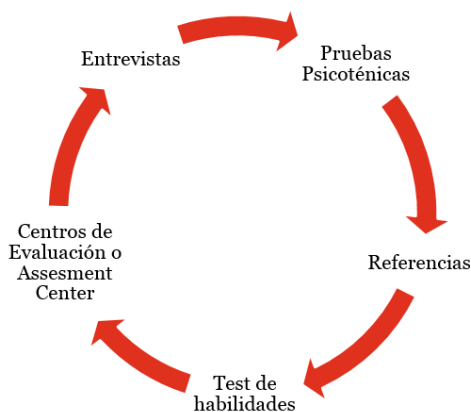 Entrevistas
Pruebas
Psicoténicas
Referencias
Test de
habilidades
Centros de
Evaluación o
Assesment
Center